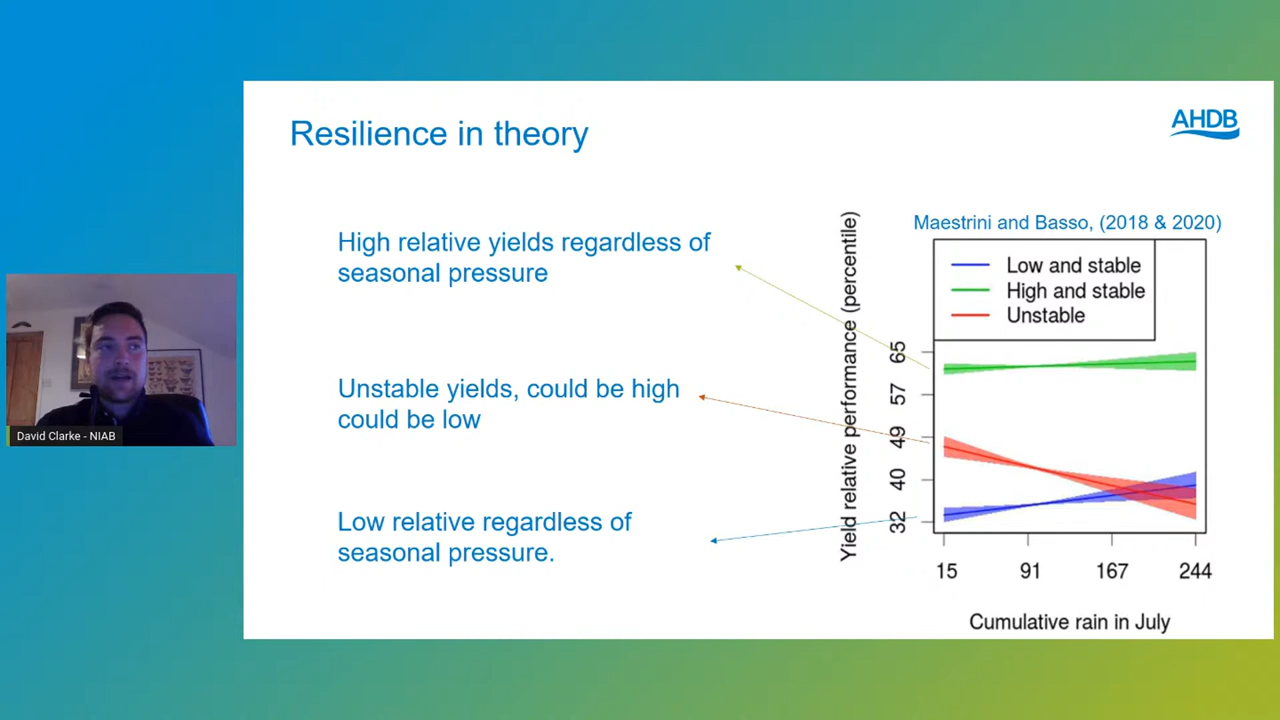 Resilience in theory
AHDB
High relative yields regardless of
seasonal pressure
Unstable yields, could be high
could be low
Low relative regardless of
seasonal pressure.
Maestrini and Basso, (2018 & 2020)
Low and stable
High and stable
Unstable
Yield relative performance (percentile)
65
57
49
40
32
15
91
167
244
Cumulative rain in July
David Clarke - NIAB